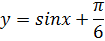 y = sinx + π/6